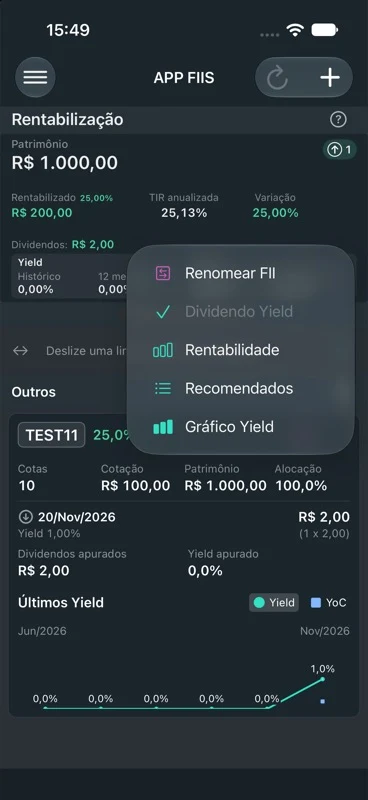 15:49
APP FIIS
Rentabilização
Patrimônio
R$ 1.000,00
1
Rentabilizado 25,00% TIR anualizada Variação
R$ 200,00 25,13% 25,00%
Dividendos: R$ 2,00
Yield
Histórico 12 me
0,00% 0,00%
Renomear FII
Dividendo Yield
Rentabilidade
Recomendados
Gráfico Yield
Deslize uma lin
Outros
TEST11 25,0%
Cotas Cotação Patrimônio Alocação
10 R$ 100,00 R$ 1.000,00 100,0%
20/Nov/2026 R$ 2,00
Yield 1,00% (1 x 2,00)
Dividendos apurados Yield apurado
R$ 2,00 0,0%
Últimos Yield Yield YoC
Jun/2026 Nov/2026
1,0%
0,0% 0,0% 0,0% 0,0% 0,0%